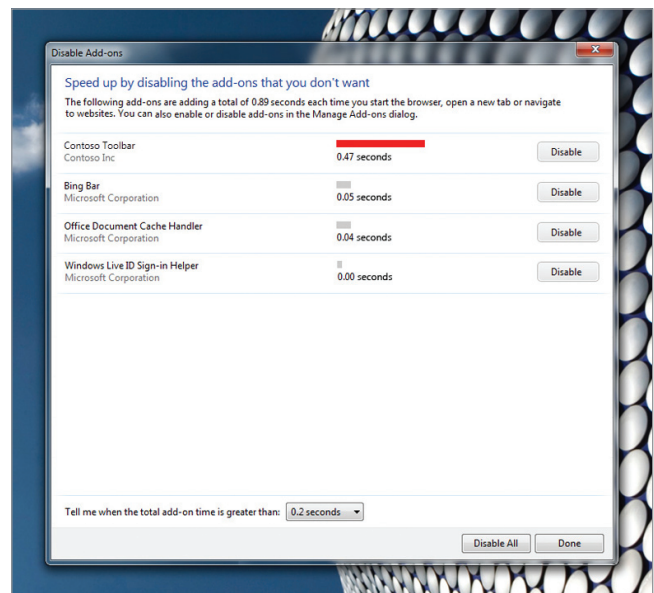 Disable Add-ons
Speed up by disabling the add-ons that you don't want
The following add-ons are adding a total of 0.89 seconds each time you start the browser, open a new tab or navigate
to websites. You can also enable or disable add-ons in the Manage Add-ons dialog.
Contoso Toolbar
Contoso Inc
0.47 seconds
Disable
Bing Bar
Microsoft Corporation
0.05 seconds
Disable
Office Document Cache Handler
Microsoft Corporation
0.04 seconds
Disable
Windows Live ID Sign-in Helper
Microsoft Corporation
0.00 seconds
Disable
Tell me when the total add-on time is greater than: 0.2 seconds
Disable All Done